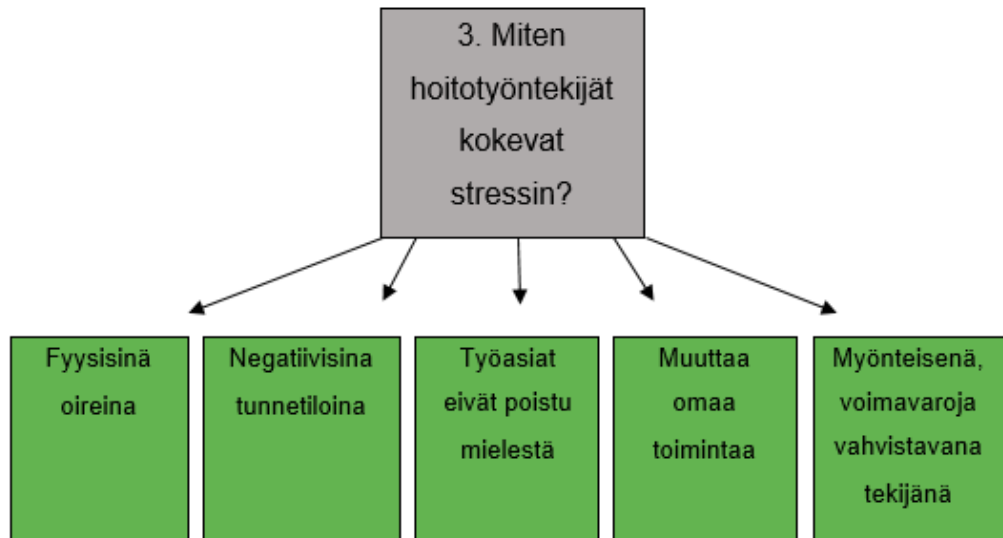 3. Miten
hoitotyöntekijät
kokevat
stressin?
Fyysisinä
oireina
Negatiivisina
tunnetiloina
Työasiat
eivät poistu
mielestä
Muuttaa
omaa
toimintaa
Myönteisenä,
voimavaroja
vahvistavana
tekijänä